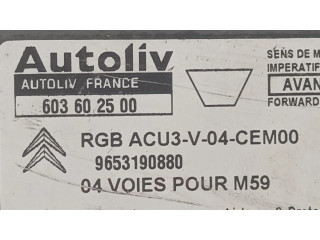 Autoliv
AUTOLIV FRANCE
603 60 25 00
SENS DE M
IMPERATIF
AVAN
FORWARD
RGB ACU3-V-04-CEM00
9653190880
04 VOIES POUR M59